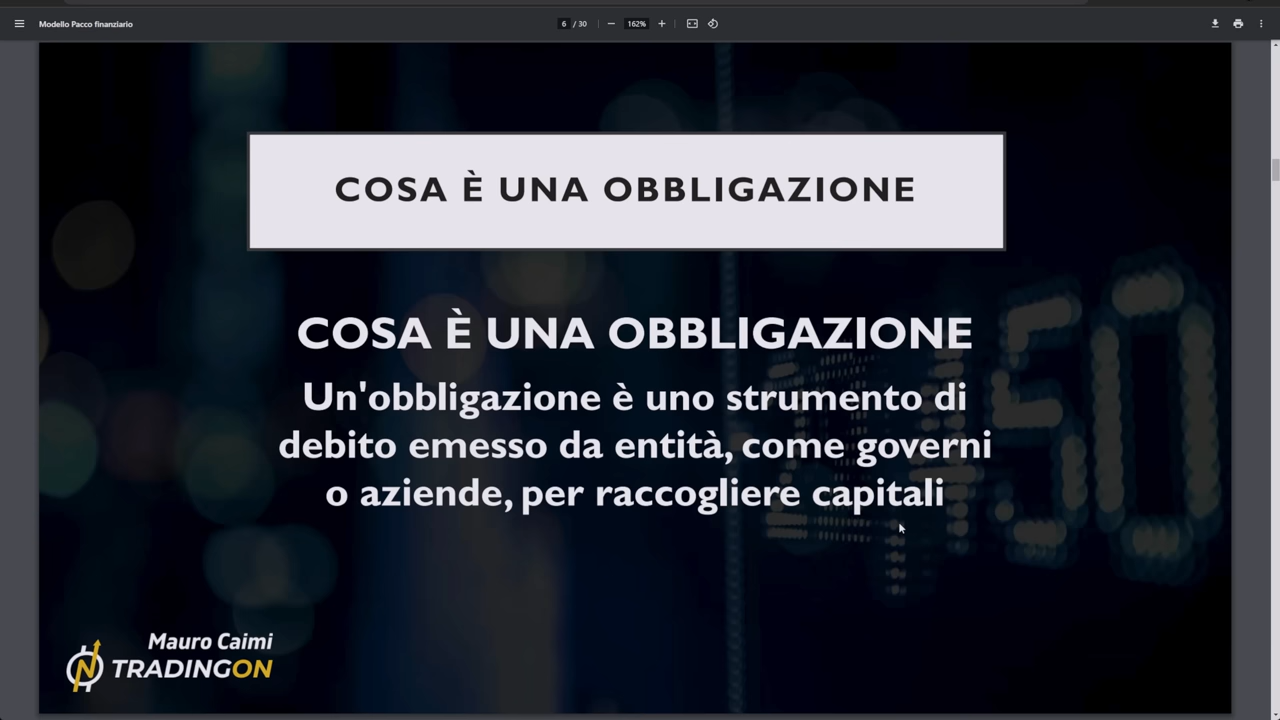 Modello Pacco finanziario
6 / 30
162%
COSA È UNA OBBLIGAZIONE
COSA È UNA OBBLIGAZIONE
Un'obbligazione è uno strumento di
debito emesso da entità, come governi
o aziende, per raccogliere capitali
450
Mauro Caimi
TRADINGON